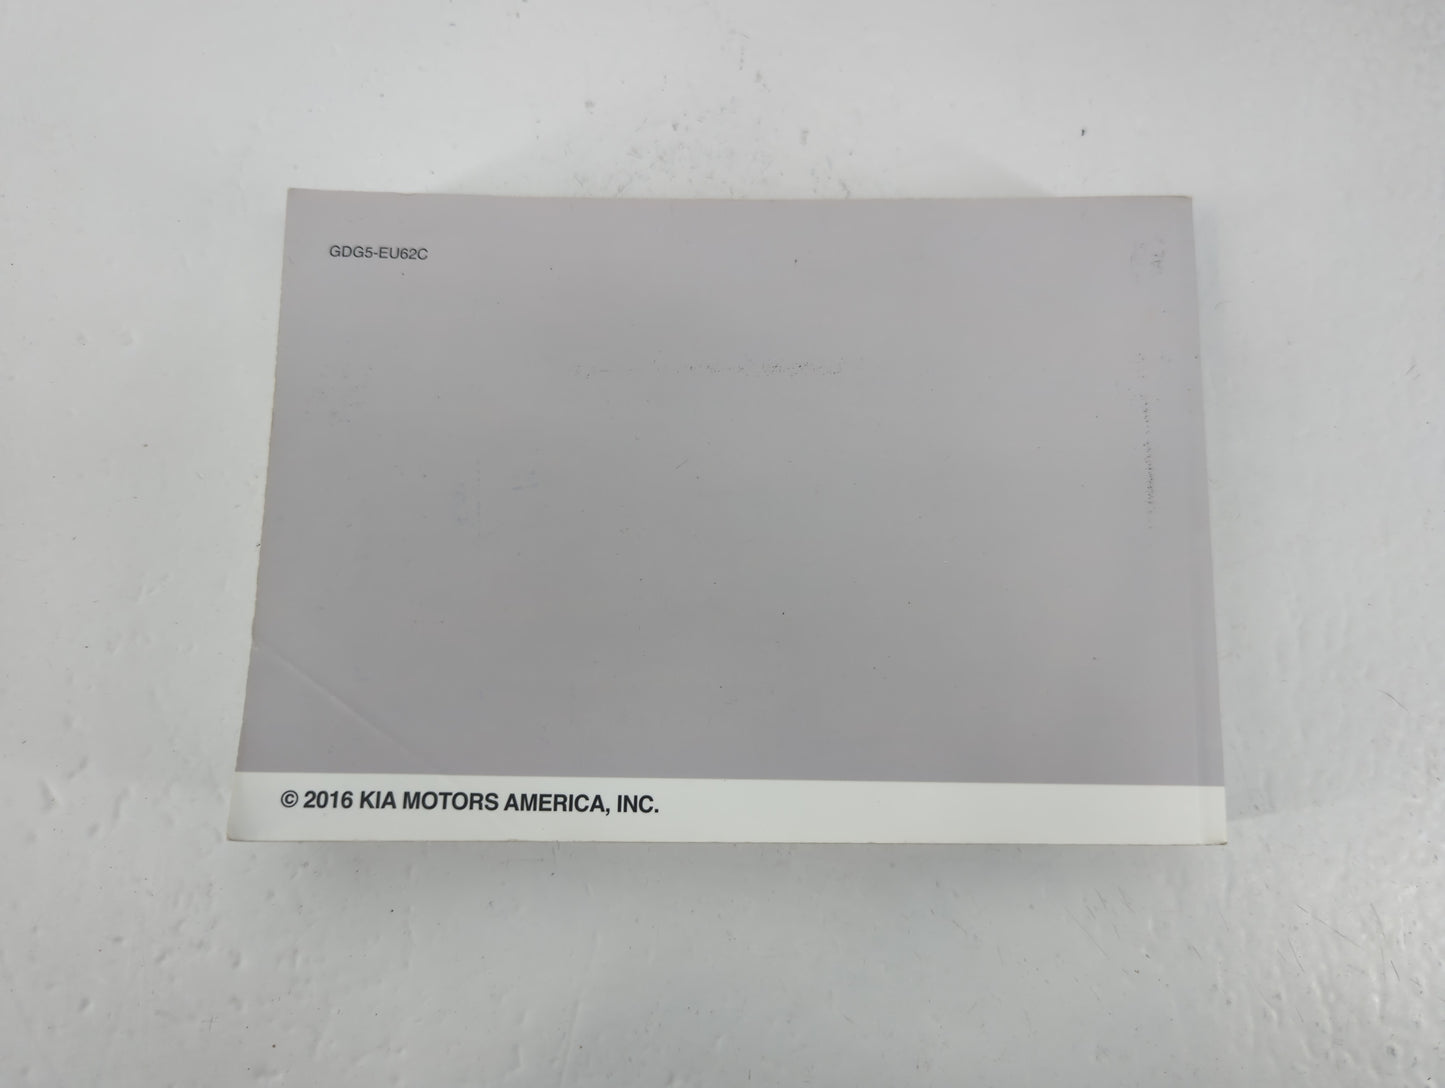 GDG5-EU62C
© 2016 KIA MOTORS AMERICA, INC.